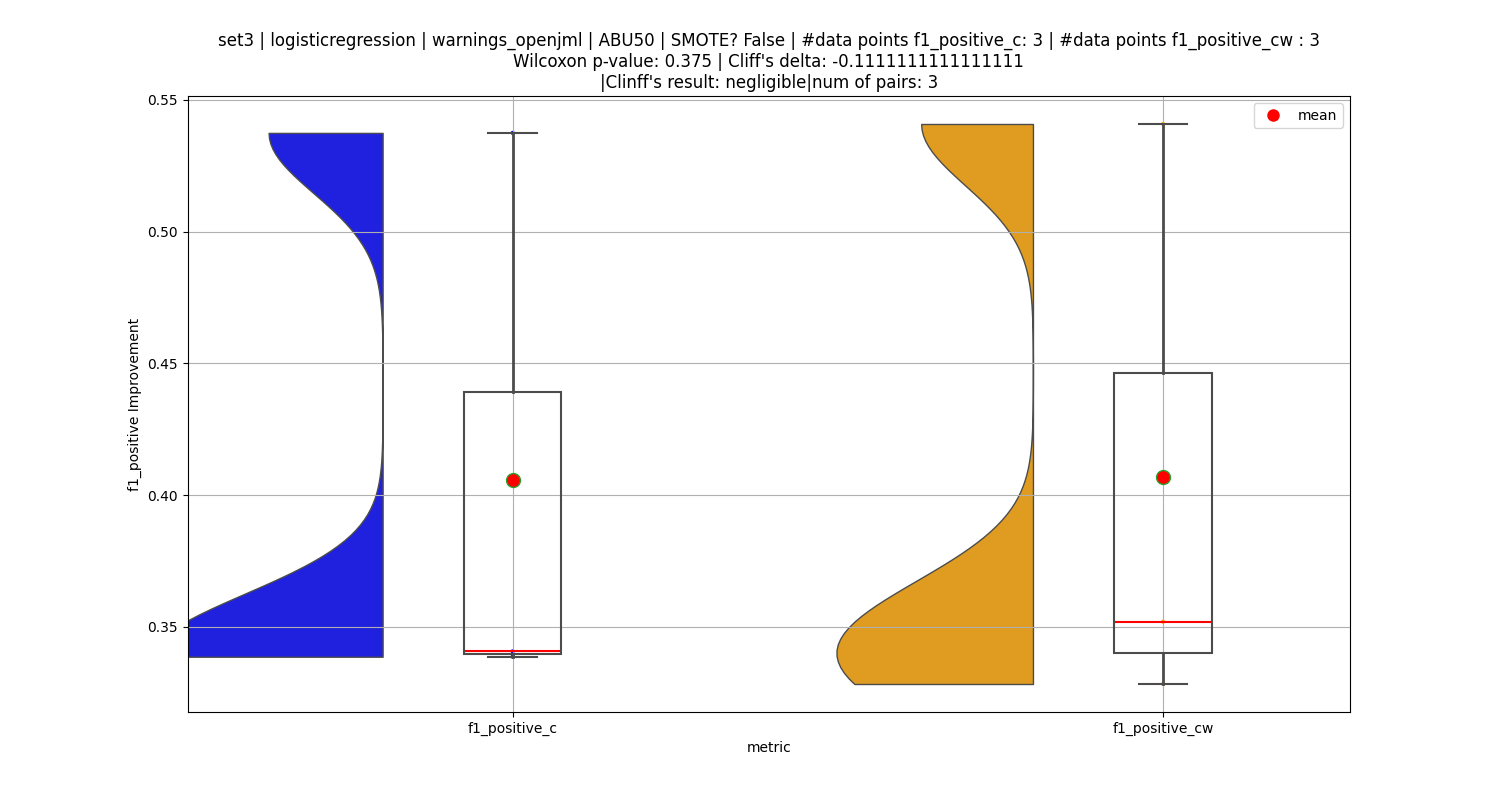 set3 | logisticregression | warnings_openjml | ABU50 | SMOTE? False | #data points f1_positive_c: 3 | #data points f1_positive_cw : 3
Wilcoxon p-value: 0.375 | Cliff's delta: -0.1111111111111111
|Clinff's result: negligible|num of pairs: 3
mean
0.55
0.50
0.45
0.40
0.35
f1_positive Improvement
f1_positive_c
f1_positive_cw
metric